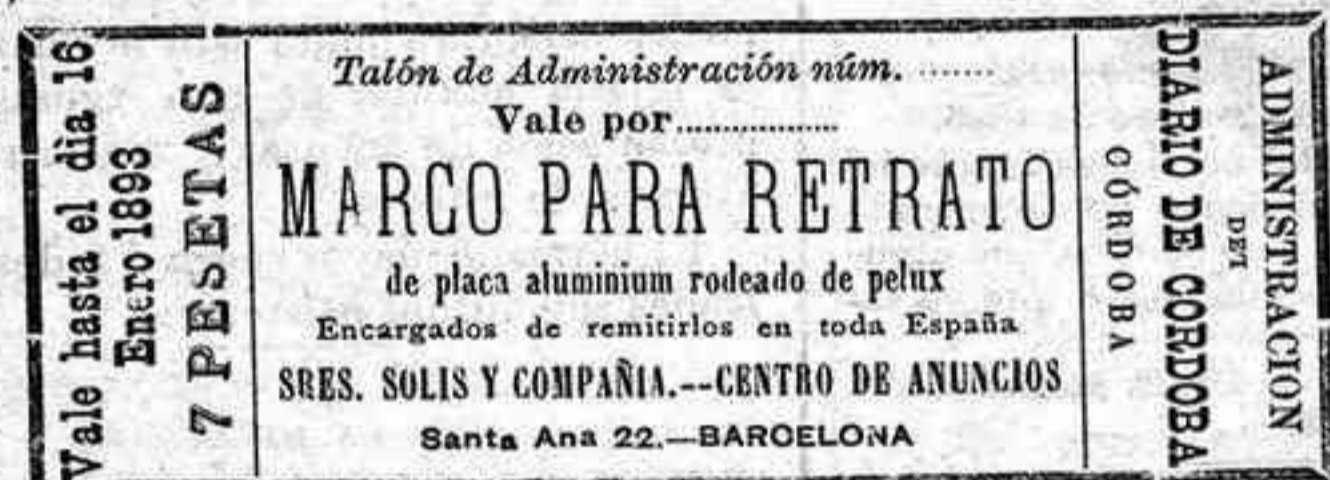 Vale hasta el dìa 16
Enero 1893
7 PESETAS
Talón de Administración núm. .......
Vale por..................
MARCO PARA RETRATO
de placa aluminium rodeado de pelux
Encargados de remitirlos en toda España
SRES. SOLIS Y COMPAÑIA.--CENTRO DE ANUNCIOS
Santa Ana 22.—BARCELONA
ADMINISTRACION
DEL
DIARIO DE CORDOBA
CÓRDOBA